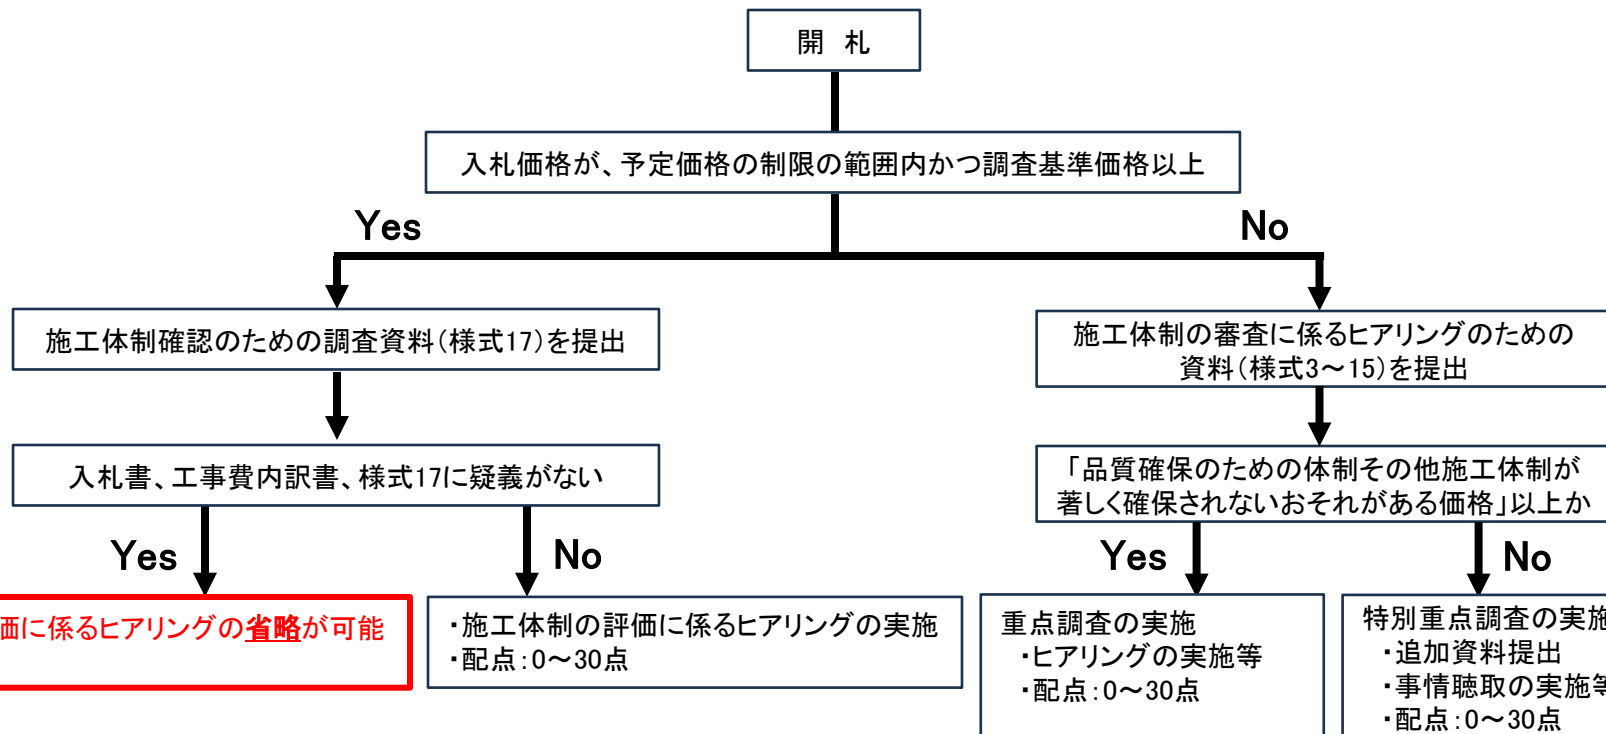 開 札
入札価格が、予定価格の制限の範囲内かつ調査基準価格以上
Yes
No
施工体制確認のための調査資料(様式17)を提出
施工体制の審査に係るヒアリングのための
資料(様式3～15)を提出
入札書、工事費内訳書、様式17に疑義がない
「品質確保のための体制その他施工体制が
著しく確保されないおそれがある価格」以上か
Yes
No
Yes
No
価に係るヒアリングの省略が可能
・施工体制の評価に係るヒアリングの実施
・配点:0～30点
重点調査の実施
・ヒアリングの実施等
・配点:0～30点
特別重点調査の実施
・追加資料提出
・事情聴取の実施等
・配点:0～30点